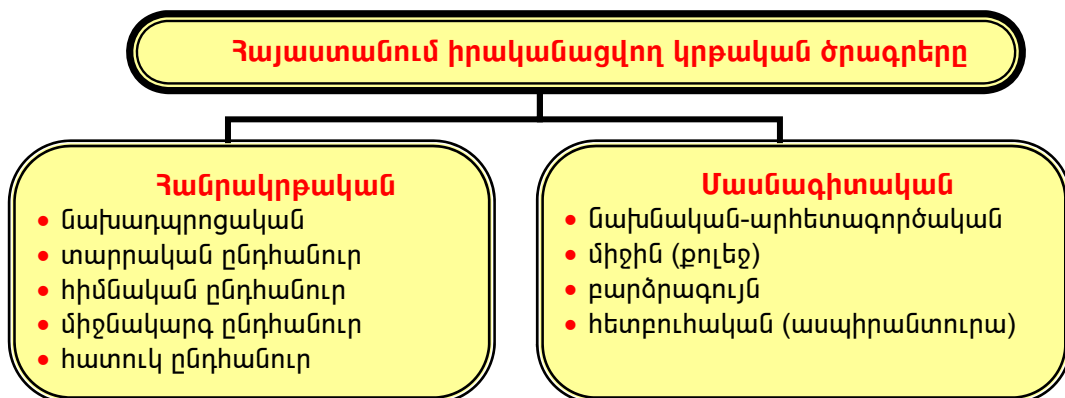 Հայաստանում իրականացվող կրթական ծրագրերը
Հանրակրթական
• նախադպրոցական
• տարրական ընդհանուր
• հիմնական ընդհանուր
• միջնակարգ ընդհանուր
• հատուկ ընդհանուր
Մասնագիտական
• նախնական-արհետագործական
• միջին (քոլեջ)
• բարձրագույն
• հետբուհական (ասպիրանտուրա)